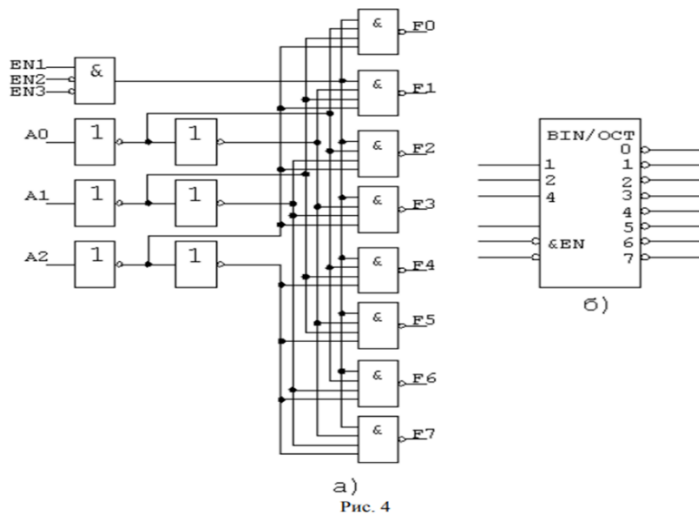 & F0
EN1
EN2 &
EN3
& F1
A0 1 1
& F2
A1 1 1
& F3
A2 1 1
& F4
& F5
& F6
& F7
а)
BIN/OCT
0
1 1
2 2
4 3
4
5
&EN 6
7
б)
Рис. 4